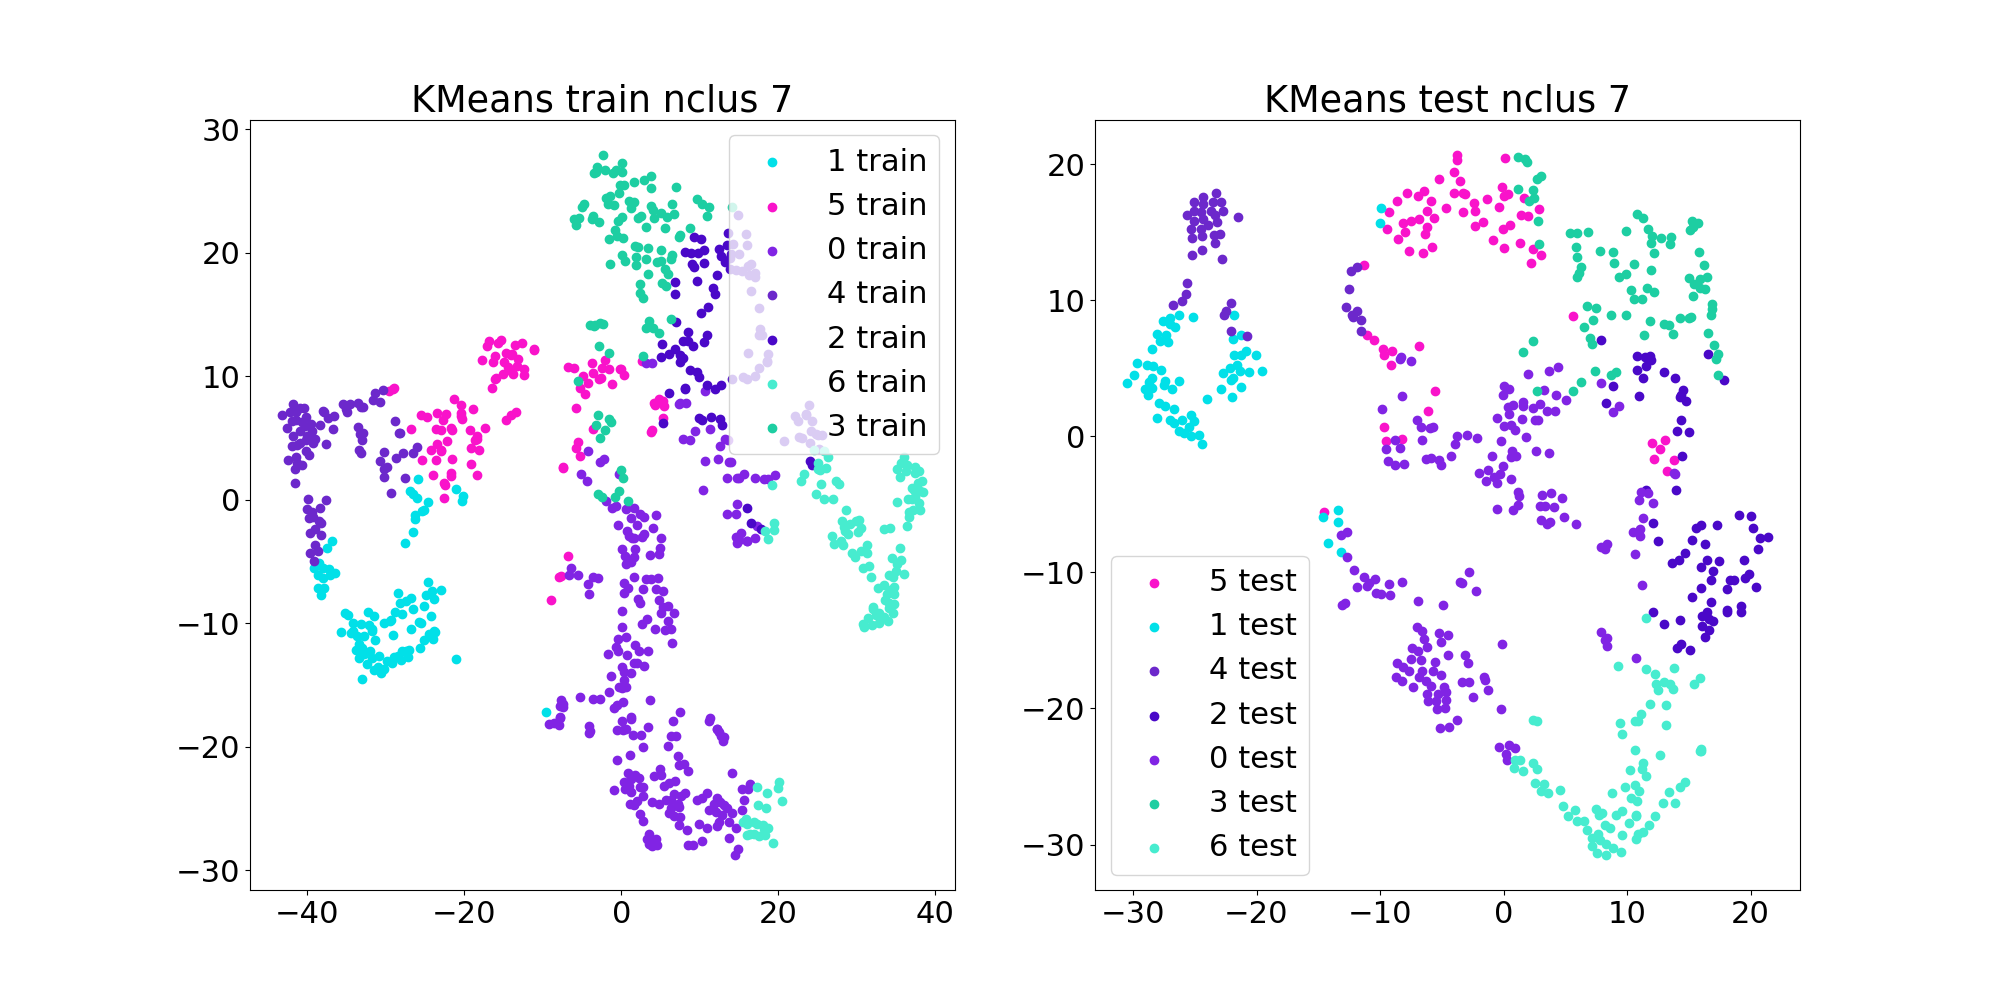 KMeans train nclus 7
30
20
10
0
−10
−20
−30
−40
−20
0
20
40
1 train
5 train
0 train
4 train
2 train
6 train
3 train
KMeans test nclus 7
20
10
0
−10
−20
−30
−30
−20
−10
0
10
20
5 test
1 test
4 test
2 test
0 test
3 test
6 test